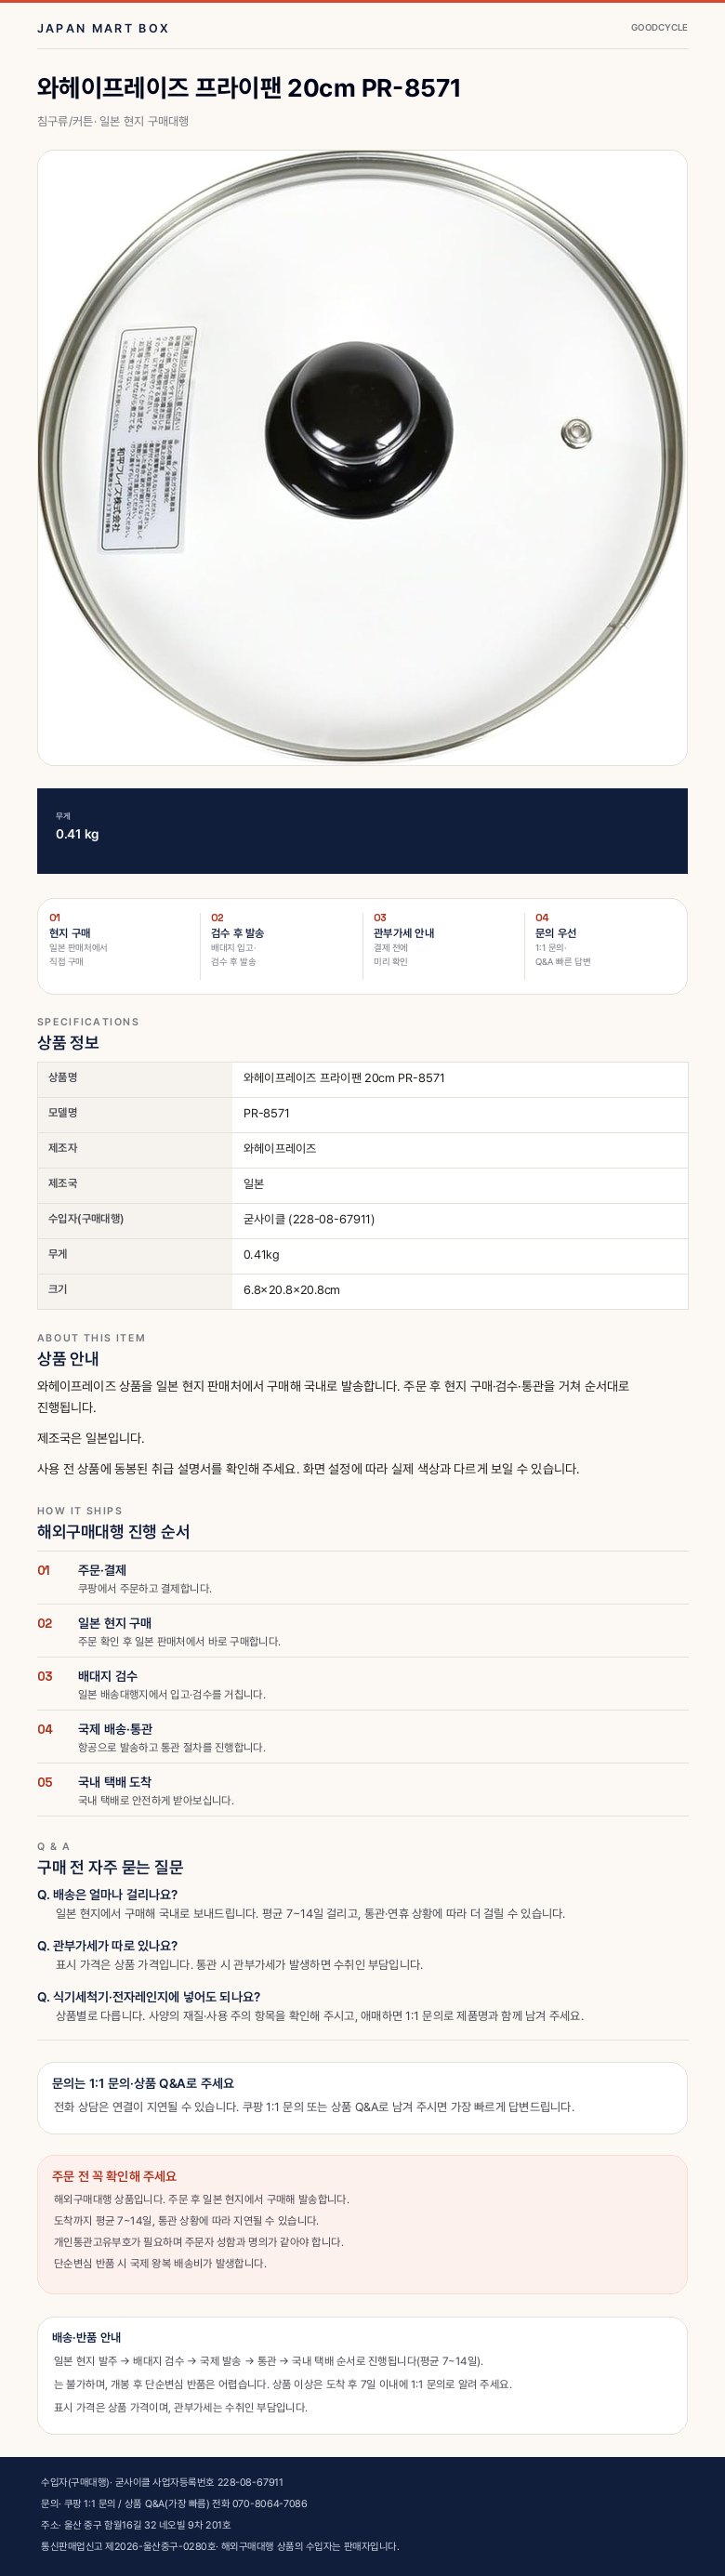 JAPAN MART BOX
GOODCYCLE
와헤이프레이즈 프라이팬 20cm PR-8571
침구류/커튼· 일본 현지 구매대행
和平フレイズ株式会社
무게
0.41 kg
01
현지 구매
일본 판매처에서
직접 구매
02
검수 후 발송
배대지 입고·
검수 후 발송
03
관부가세 안내
결제 전에
미리 확인
04
문의 우선
1:1 문의·
Q&A 빠른 답변
SPECIFICATIONS
상품 정보
상품명 와헤이프레이즈 프라이팬 20cm PR-8571
모델명 PR-8571
제조자 와헤이프레이즈
제조국 일본
수입자(구매대행) 굳사이클 (228-08-67911)
무게 0.41kg
크기 6.8×20.8×20.8cm
ABOUT THIS ITEM
상품 안내
와헤이프레이즈 상품을 일본 현지 판매처에서 구매해 국내로 발송합니다. 주문 후 현지 구매·검수·통관을 거쳐 순서대로
진행됩니다.
제조국은 일본입니다.
사용 전 상품에 동봉된 취급 설명서를 확인해 주세요. 화면 설정에 따라 실제 색상과 다르게 보일 수 있습니다.
HOW IT SHIPS
해외구매대행 진행 순서
01 주문·결제
쿠팡에서 주문하고 결제합니다.
02 일본 현지 구매
주문 확인 후 일본 판매처에서 바로 구매합니다.
03 배대지 검수
일본 배송대행지에서 입고·검수를 거칩니다.
04 국제 배송·통관
항공으로 발송하고 통관 절차를 진행합니다.
05 국내 택배 도착
국내 택배로 안전하게 받아보십니다.
Q & A
구매 전 자주 묻는 질문
Q. 배송은 얼마나 걸리나요?
일본 현지에서 구매해 국내로 보내드립니다. 평균 7~14일 걸리고, 통관·연휴 상황에 따라 더 걸릴 수 있습니다.
Q. 관부가세가 따로 있나요?
표시 가격은 상품 가격입니다. 통관 시 관부가세가 발생하면 수취인 부담입니다.
Q. 식기세척기·전자레인지에 넣어도 되나요?
상품별로 다릅니다. 사양의 재질·사용 주의 항목을 확인해 주시고, 애매하면 1:1 문의로 제품명과 함께 남겨 주세요.
문의는 1:1 문의·상품 Q&A로 주세요
전화 상담은 연결이 지연될 수 있습니다. 쿠팡 1:1 문의 또는 상품 Q&A로 남겨 주시면 가장 빠르게 답변드립니다.
주문 전 꼭 확인해 주세요
해외구매대행 상품입니다. 주문 후 일본 현지에서 구매해 발송합니다.
도착까지 평균 7~14일, 통관 상황에 따라 지연될 수 있습니다.
개인통관고유부호가 필요하며 주문자 성함과 명의가 같아야 합니다.
단순변심 반품 시 국제 왕복 배송비가 발생합니다.
배송·반품 안내
일본 현지 발주 → 배대지 검수 → 국제 발송 → 통관 → 국내 택배 순서로 진행됩니다(평균 7~14일).
는 불가하며, 개봉 후 단순변심 반품은 어렵습니다. 상품 이상은 도착 후 7일 이내에 1:1 문의로 알려 주세요.
표시 가격은 상품 가격이며, 관부가세는 수취인 부담입니다.
수입자(구매대행)· 굳사이클 사업자등록번호 228-08-67911
문의· 쿠팡 1:1 문의 / 상품 Q&A(가장 빠름) 전화 070-8064-7086
주소· 울산 중구 함월16길 32 네오빌 9차 201호
통신판매업신고 제2026-울산중구-0280호· 해외구매대행 상품의 수입자는 판매자입니다.